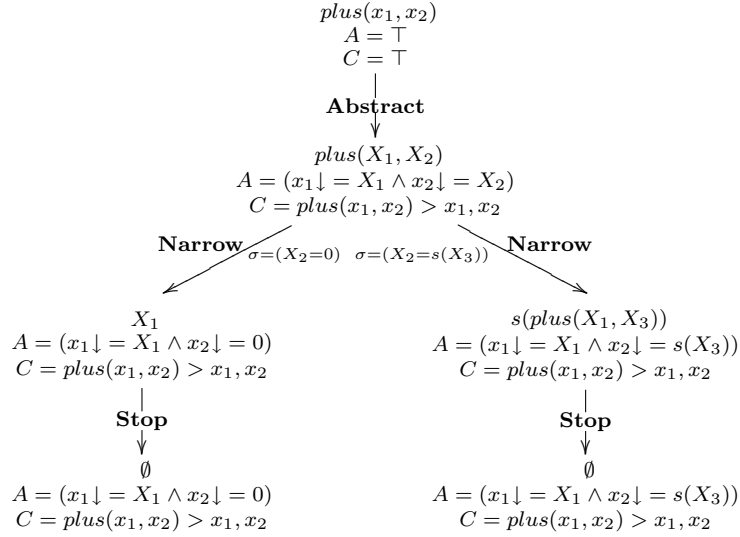 plus(x₁, x₂)
A = ⊤
C = ⊤
Abstract
plus(X₁, X₂)
A = (x₁↓ = X₁ ∧ x₂↓ = X₂)
C = plus(x₁, x₂) > x₁, x₂
Narrow σ=(X₂=0) σ=(X₂=s(X₃)) Narrow
X₁
A = (x₁↓ = X₁ ∧ x₂↓ = 0)
C = plus(x₁, x₂) > x₁, x₂
Stop
∅
A = (x₁↓ = X₁ ∧ x₂↓ = 0)
C = plus(x₁, x₂) > x₁, x₂
s(plus(X₁, X₃))
A = (x₁↓ = X₁ ∧ x₂↓ = s(X₃))
C = plus(x₁, x₂) > x₁, x₂
Stop
∅
A = (x₁↓ = X₁ ∧ x₂↓ = s(X₃))
C = plus(x₁, x₂) > x₁, x₂